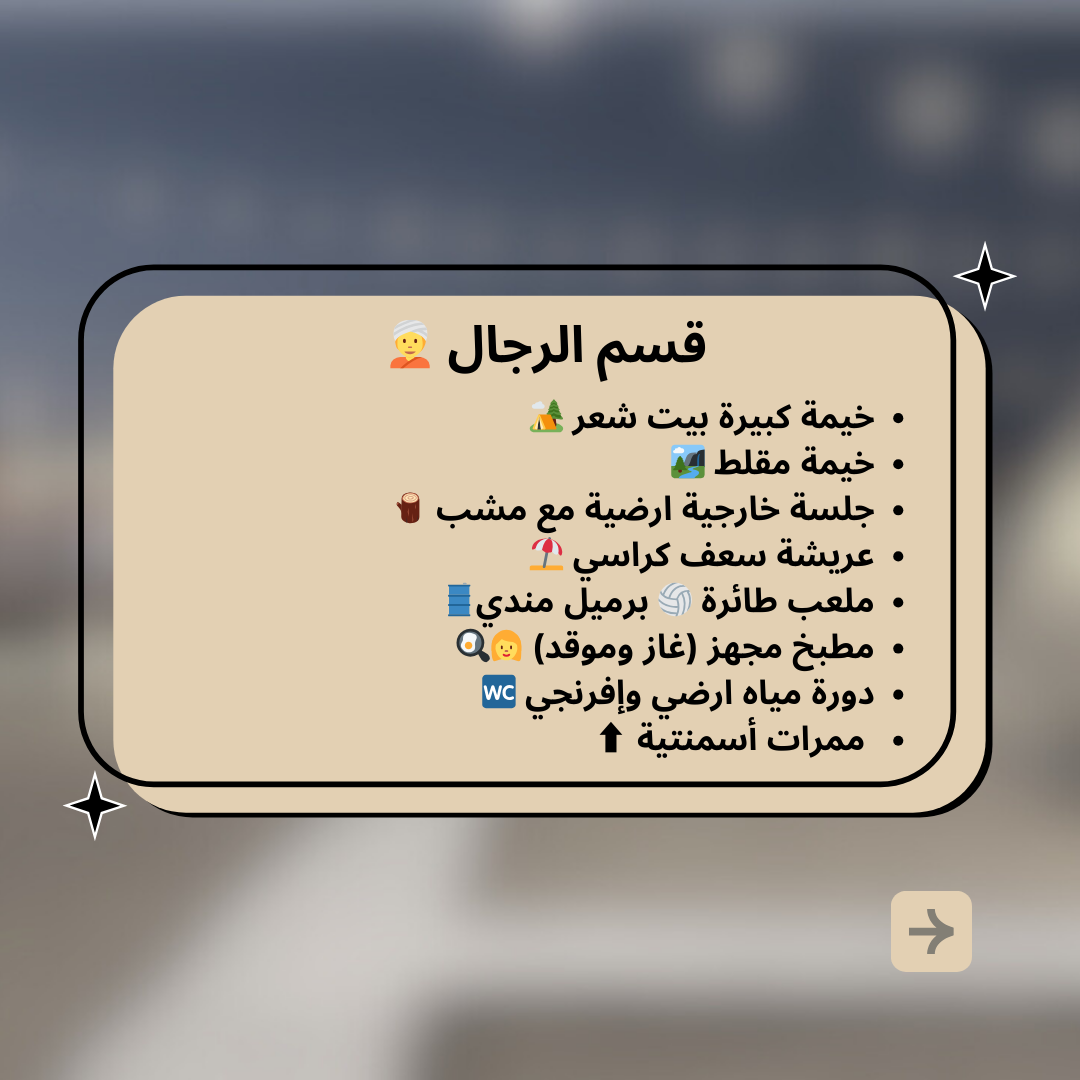 قسم الرجال 👳
• خيمة كبيرة بيت شعر 🏕️
• خيمة مقلط 🏞️
• جلسة خارجية ارضية مع مشب 🪵
• عريشة سعف كراسي ⛱️
• ملعب طائرة 🏐 برميل مندي🛢️
• مطبخ مجهز (غاز وموقد) 👩🍳
• دورة مياه ارضي وإفرنجي 🚾
• ممرات أسمنتية ⬆